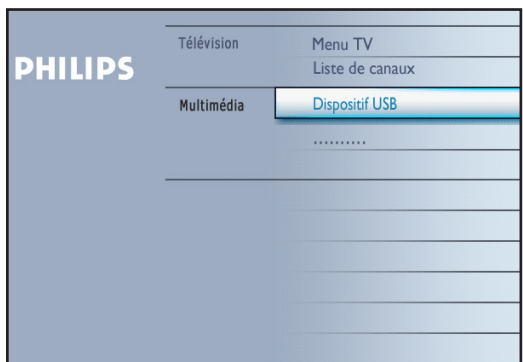 PHILIPS
Télévision Menu TV
Liste de canaux
Multimédia Dispositif USB
..........